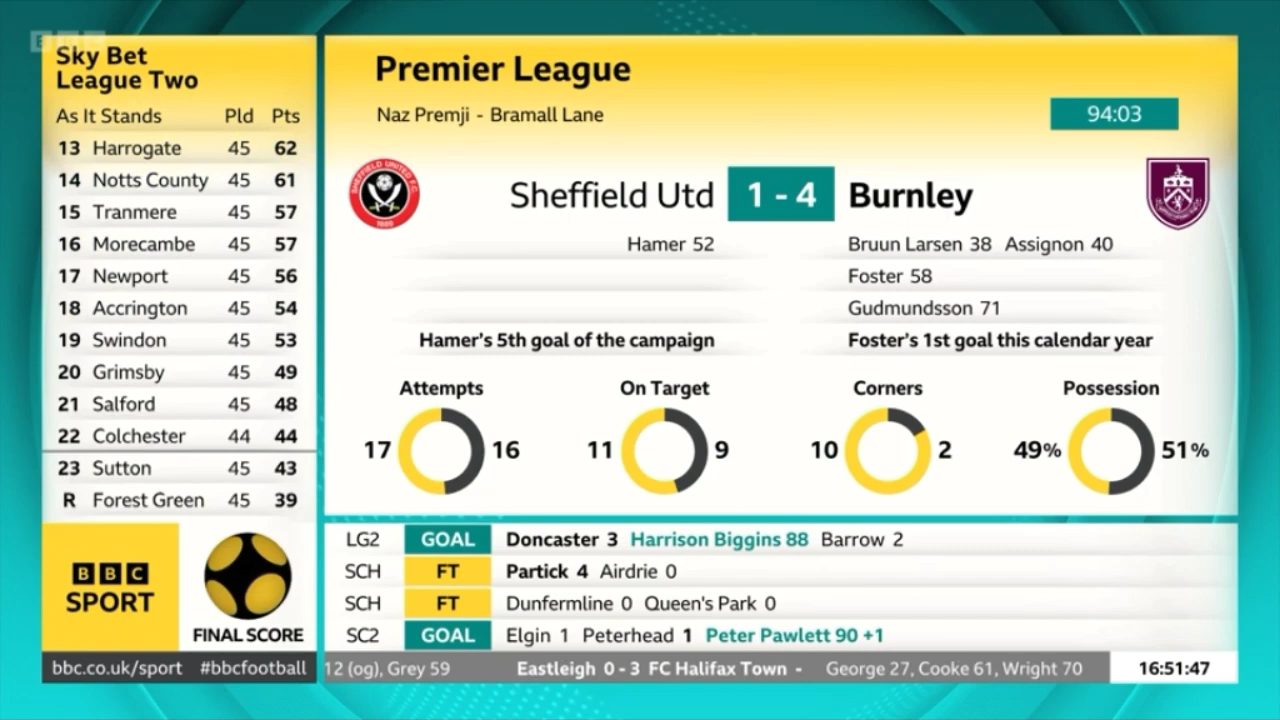 BBC
Sky Bet
League Two
As It Stands Pld Pts
13 Harrogate 45 62
14 Notts County 45 61
15 Tranmere 45 57
16 Morecambe 45 57
17 Newport 45 56
18 Accrington 45 54
19 Swindon 45 53
20 Grimsby 45 49
21 Salford 45 48
22 Colchester 44 44
23 Sutton 45 43
R Forest Green 45 39
BBC
SPORT
FINAL SCORE
bbc.co.uk/sport #bbcfootball
Premier League
Naz Premji - Bramall Lane
94:03
SHEFFIELD UNITED F.C.
1889
Sheffield Utd 1 - 4 Burnley
Hamer 52
Bruun Larsen 38 Assignon 40
Foster 58
Gudmundsson 71
Hamer's 5th goal of the campaign
Foster's 1st goal this calendar year
Attempts On Target Corners Possession
17 16 11 9 10 2 49% 51%
LG2 GOAL Doncaster 3 Harrison Biggins 88 Barrow 2
SCH FT Partick 4 Airdrie 0
SCH FT Dunfermline 0 Queen's Park 0
SC2 GOAL Elgin 1 Peterhead 1 Peter Pawlett 90 +1
12 (og), Grey 59 Eastleigh 0 - 3 FC Halifax Town - George 27, Cooke 61, Wright 70 16:51:47